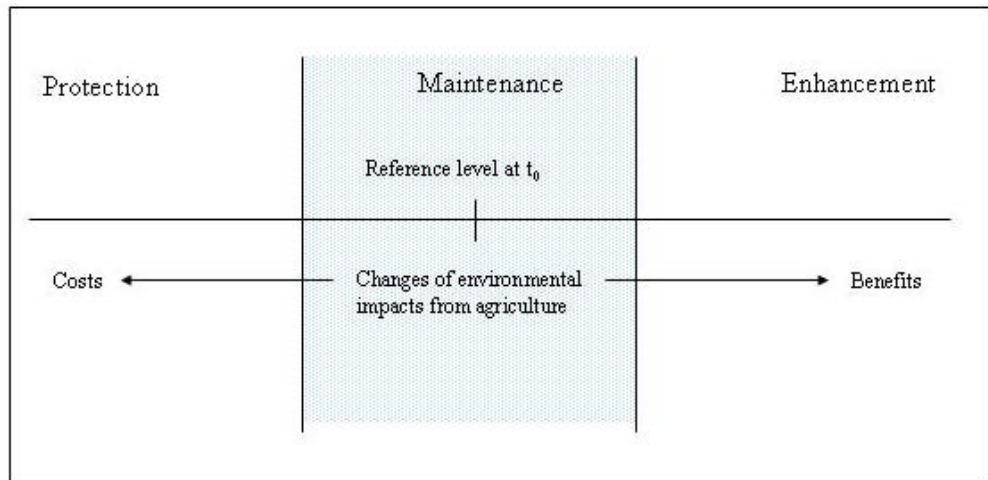 Protection
Maintenance
Enhancement
Reference level at t₀
Costs
Changes of environmental
impacts from agriculture
Benefits